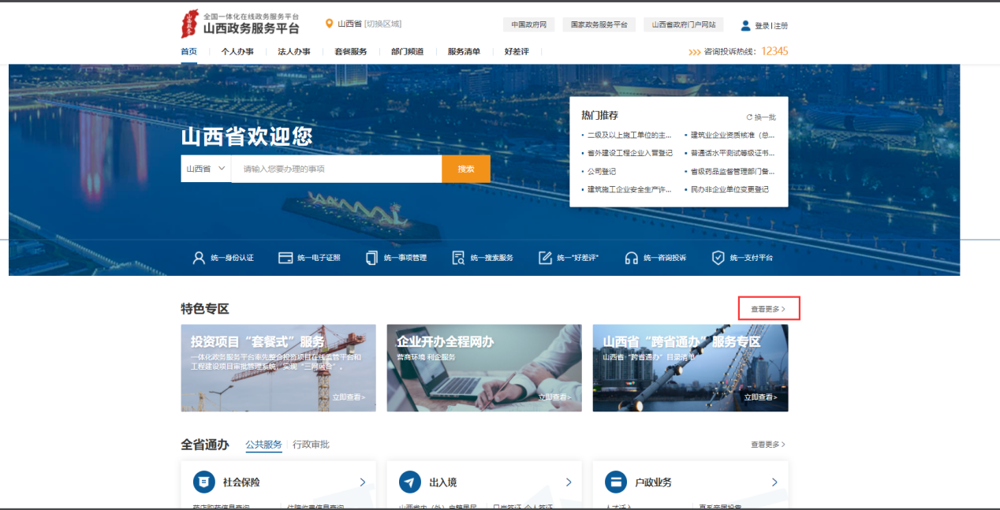 全国一体化在线政务服务平台
山西政务服务平台
山西省 [切换区域]
中国政府网
国家政务服务平台
山西省政府门户网站
登录 | 注册
首页
个人办事
法人办事
套餐服务
部门频道
服务清单
好差评
>>> 咨询投诉热线：12345
山西省欢迎您
山西省
请输入您要办理的事项
搜索
热门推荐
换一批
二级及以上施工单位的主...
建筑业企业资质核准（总...
省外建设工程企业入晋登记
普通话水平测试等级证书...
公司登记
省级药品监督管理部门备...
建筑施工企业安全生产许...
民办非企业单位变更登记
统一身份认证
统一电子证照
统一事项管理
统一搜索服务
统一"好差评"
统一咨询投诉
统一支付平台
特色专区
查看更多 >
投资项目“套餐式”服务
一体化政务服务平台率先整合投资项目在线监管平台和
工程建设项目审批管理系统，实现“三网融合”。
立即查看>
企业开办全程网办
营商环境 利企服务
立即查看>
山西省“跨省通办”服务专区
山西省“跨省通办”目录清单
立即查看>
全省通办
公共服务
行政审批
查看更多 >
社会保险
出入境
户政业务